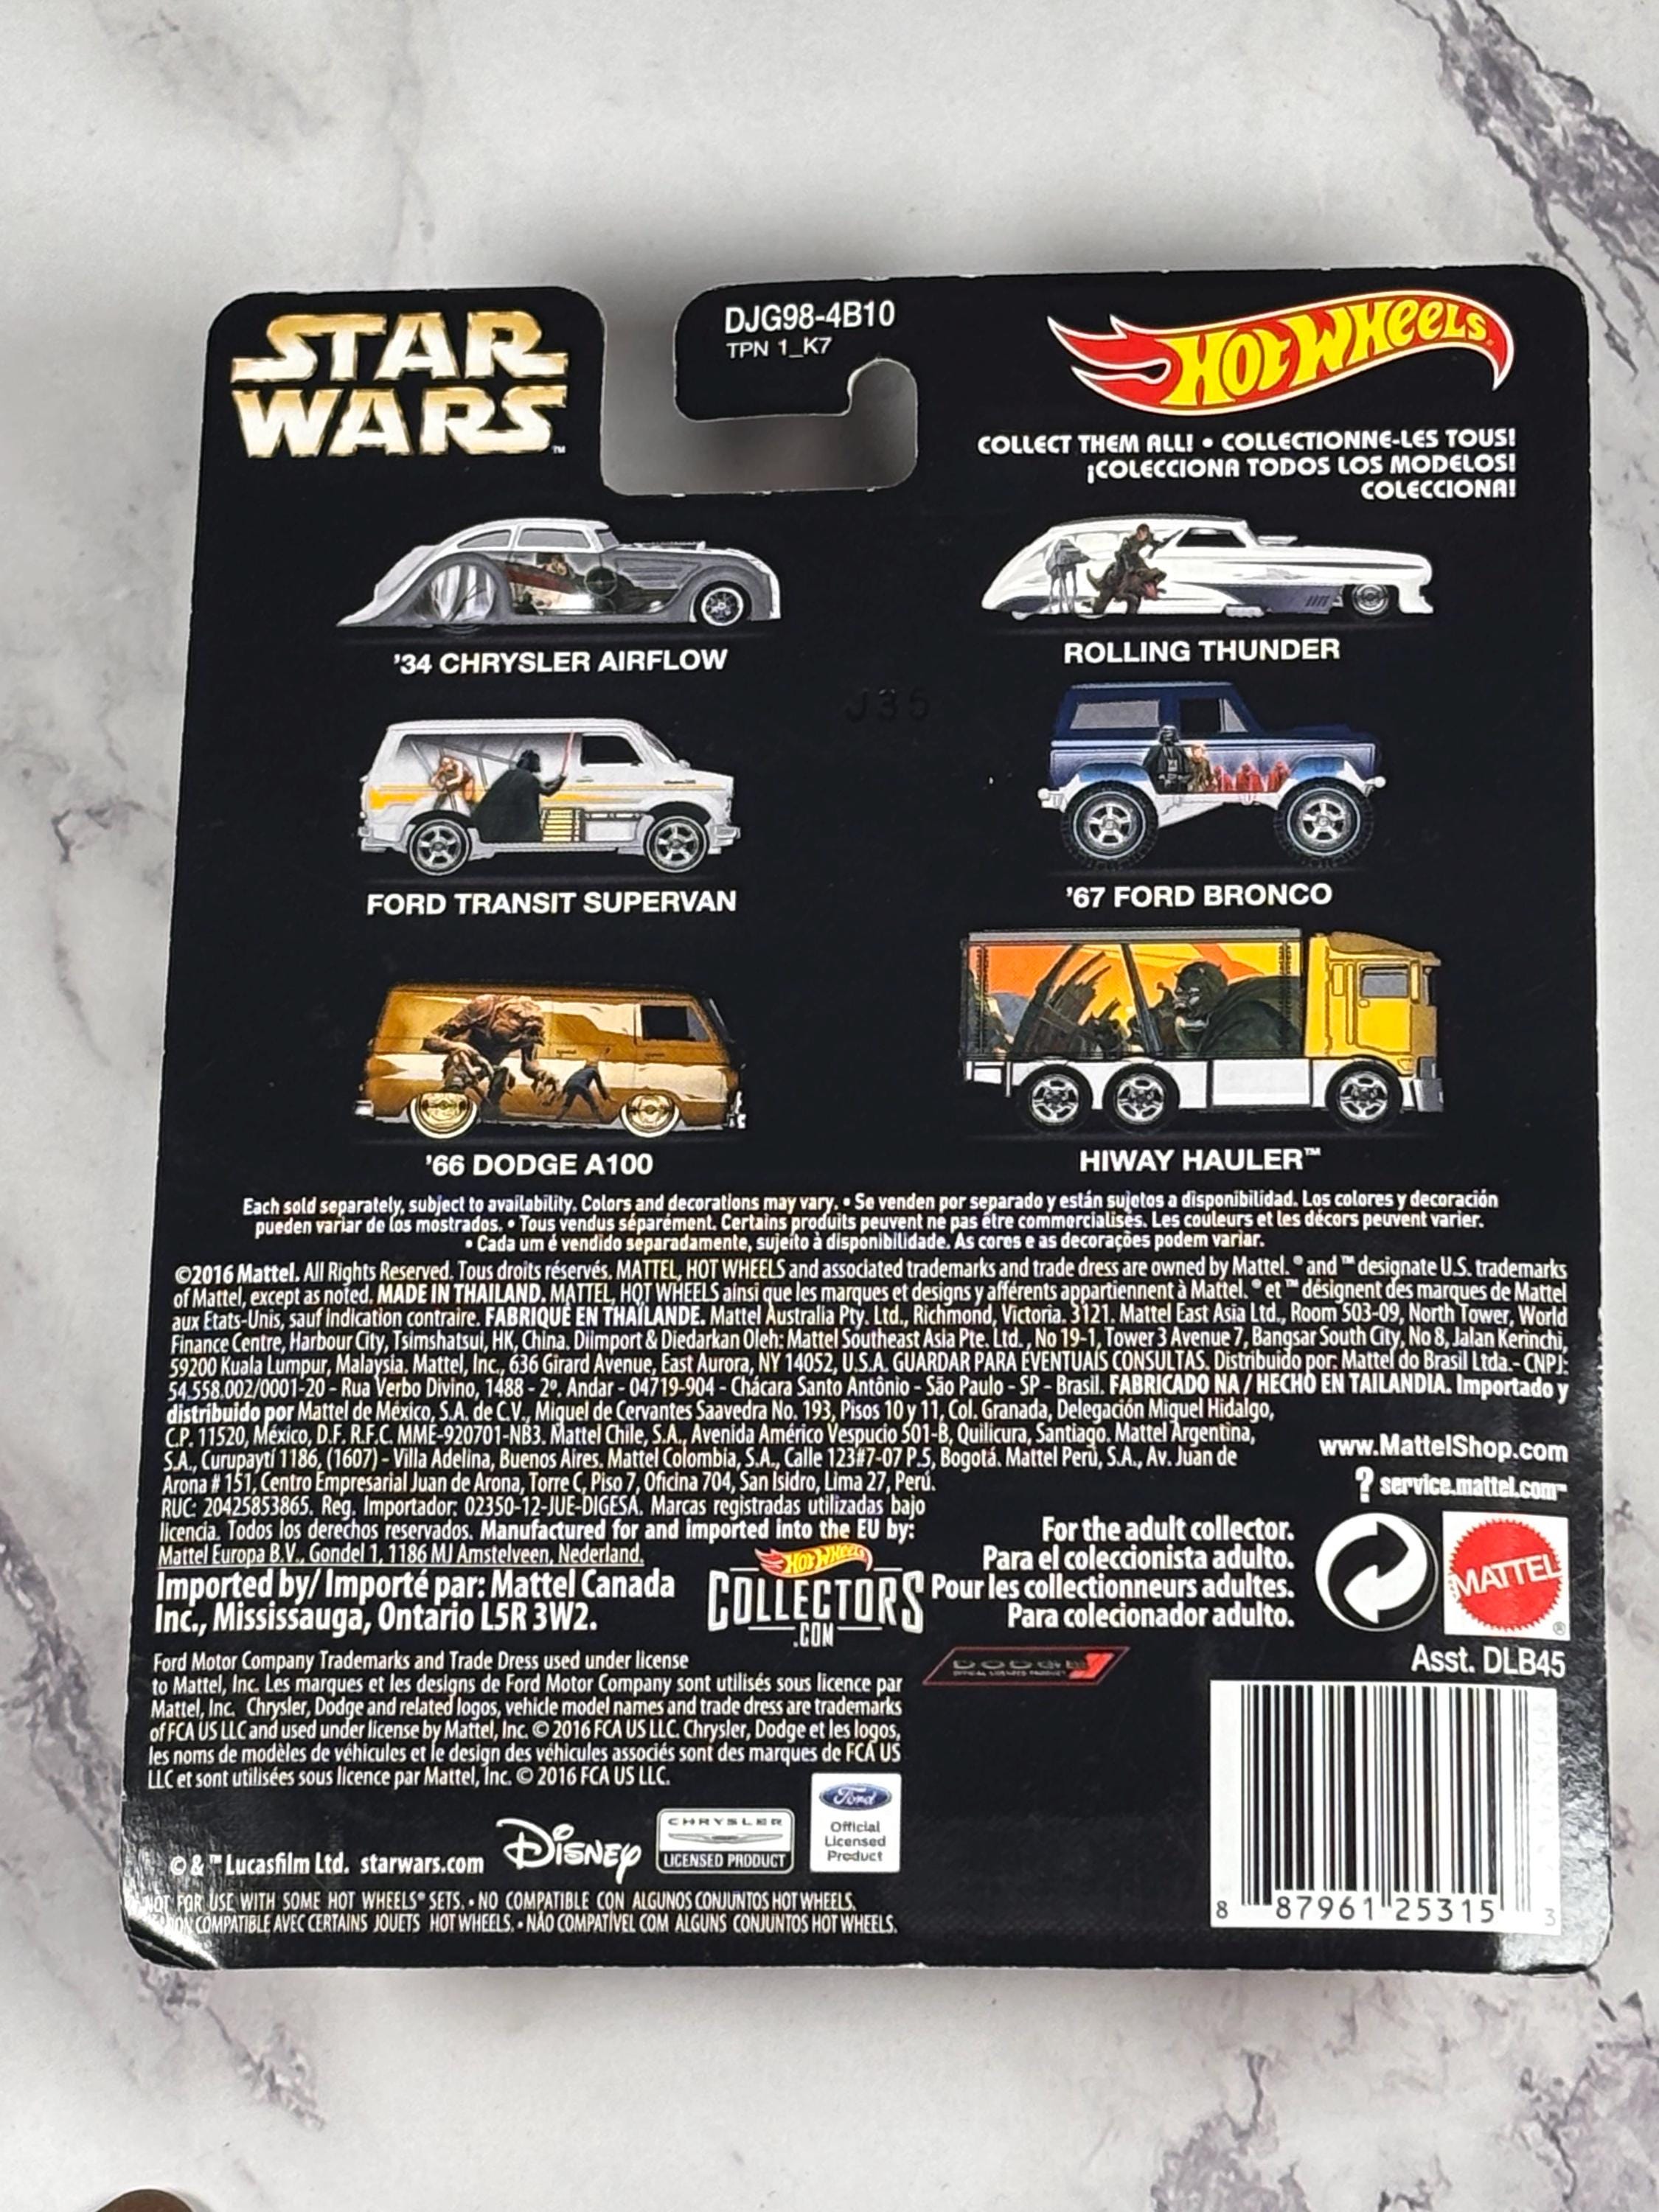 STAR
WARS™
DJG98-4B10
TPN 1_K7
HOT WHEELS®
COLLECT THEM ALL! • COLLECTIONNE-LES TOUS!
¡COLECCIONA TODOS LOS MODELOS!
COLECCIONA!
'34 CHRYSLER AIRFLOW
ROLLING THUNDER
J35
FORD TRANSIT SUPERVAN
'67 FORD BRONCO
'66 DODGE A100
HIWAY HAULER™
Each sold separately, subject to availability. Colors and decorations may vary. • Se venden por separado y están sujetos a disponibilidad. Los colores y decoración
pueden variar de los mostrados. • Tous vendus séparément. Certains produits peuvent ne pas être commercialisés. Les couleurs et les décors peuvent varier.
• Cada um é vendido separadamente, sujeito à disponibilidade. As cores e as decorações podem variar.
©2016 Mattel. All Rights Reserved. Tous droits réservés. MATTEL, HOT WHEELS and associated trademarks and trade dress are owned by Mattel. ® and ™ designate U.S. trademarks
of Mattel, except as noted. MADE IN THAILAND. MATTEL, HOT WHEELS ainsi que les marques et designs y afférents appartiennent à Mattel. ® et ™ désignent des marques de Mattel
aux États-Unis, sauf indication contraire. FABRIQUÉ EN THAÏLANDE. Mattel Australia Pty. Ltd., Richmond, Victoria. 3121. Mattel East Asia Ltd., Room 503-09, North Tower, World
Finance Centre, Harbour City, Tsimshatsui, HK, China. Diimport & Diedarkan Oleh: Mattel Southeast Asia Pte. Ltd., No 19-1, Tower 3 Avenue 7, Bangsar South City, No 8, Jalan Kerinchi,
59200 Kuala Lumpur, Malaysia. Mattel, Inc., 636 Girard Avenue, East Aurora, NY 14052, U.S.A. GUARDAR PARA EVENTUAIS CONSULTAS. Distribuido por: Mattel do Brasil Ltda.- CNPJ:
54.558.002/0001-20 - Rua Verbo Divino, 1488 - 2º. Andar - 04719-904 - Chácara Santo Antônio - São Paulo - SP - Brasil. FABRICADO NA / HECHO EN TAILANDIA. Importado y
distribuido por Mattel de México, S.A. de C.V., Miguel de Cervantes Saavedra No. 193, Pisos 10 y 11, Col. Granada, Delegación Miguel Hidalgo,
C.P. 11520, México, D.F. R.F.C. MME-920701-NB3. Mattel Chile, S.A., Avenida Américo Vespucio 501-B, Quilicura, Santiago. Mattel Argentina,
S.A., Curupaytí 1186, (1607) - Villa Adelina, Buenos Aires. Mattel Colombia, S.A., Calle 123#7-07 P.5, Bogotá. Mattel Perú, S.A., Av. Juan de
Arona # 151, Centro Empresarial Juan de Arona, Torre C, Piso 7, Oficina 704, San Isidro, Lima 27, Perú.
RUC: 20425853865. Reg. Importador: 02350-12-JUE-DIGESA. Marcas registradas utilizadas bajo
licencia. Todos los derechos reservados. Manufactured for and imported into the EU by:
Mattel Europa B.V., Gondel 1, 1186 MJ Amstelveen, Nederland.
Imported by/ Importé par: Mattel Canada
Inc., Mississauga, Ontario L5R 3W2.
HOT WHEELS
COLLECTORS
.COM
www.MattelShop.com
? service.mattel.com
For the adult collector.
Para el coleccionista adulto.
Pour les collectionneurs adultes.
Para colecionador adulto.
MATTEL®
Asst. DLB45
Ford Motor Company Trademarks and Trade Dress used under license
to Mattel, Inc. Les marques et les designs de Ford Motor Company sont utilisés sous licence par
Mattel, Inc. Chrysler, Dodge and related logos, vehicle model names and trade dress are trademarks
of FCA US LLC and used under license by Mattel, Inc. © 2016 FCA US LLC. Chrysler, Dodge et les logos,
les noms de modèles de véhicules et le design des véhicules associés sont des marques de FCA US
LLC et sont utilisées sous licence par Mattel, Inc. © 2016 FCA US LLC.
DODGE
OFFICIAL LICENSED PRODUCT
© & ™ Lucasfilm Ltd. starwars.com
DISNEY
CHRYSLER
LICENSED PRODUCT
Ford
Official
Licensed
Product
NOT FOR USE WITH SOME HOT WHEELS® SETS. • NO COMPATIBLE CON ALGUNOS CONJUNTOS HOT WHEELS.
NON COMPATIBLE AVEC CERTAINS JOUETS HOT WHEELS. • NÃO COMPATÍVEL COM ALGUNS CONJUNTOS HOT WHEELS.
8 87961 25315 3